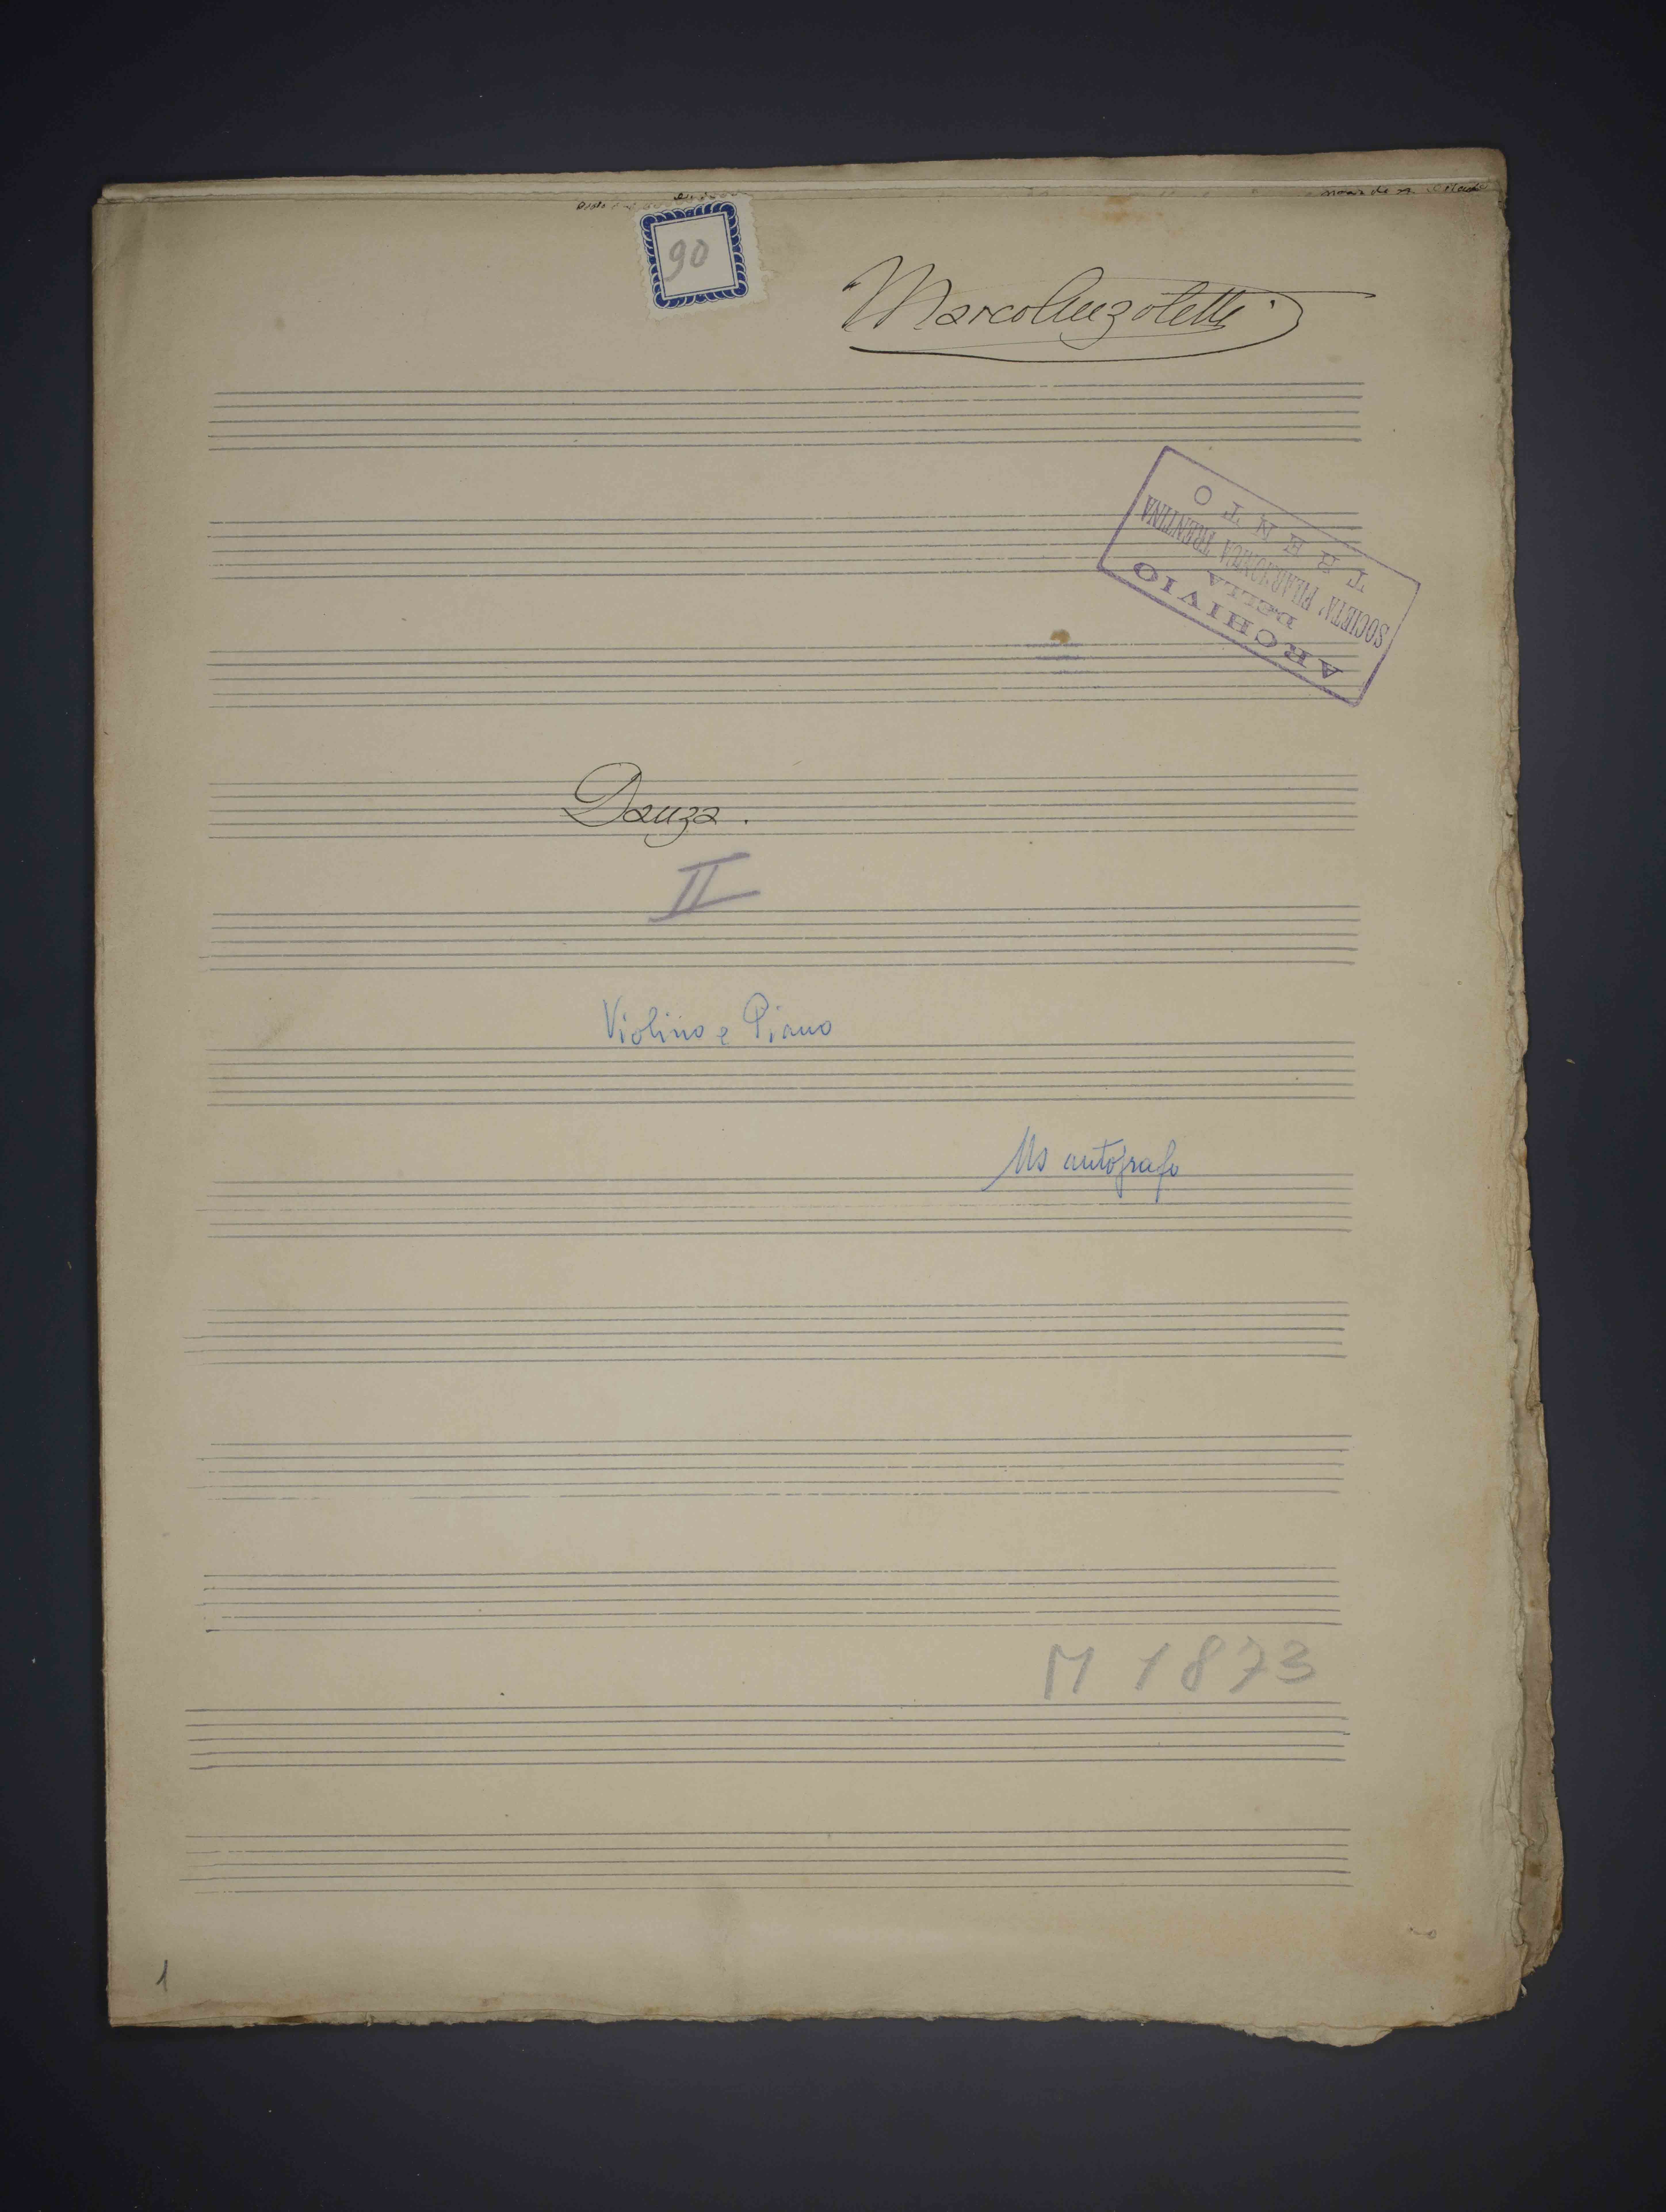 90
Marco Anzoletti
ARCHIVIO
DELLA
SOCIETA' FILARMONICA TRENTINA
TRENTO
Danza.
II
Violino e Piano
Ms autografo
M 1873
1